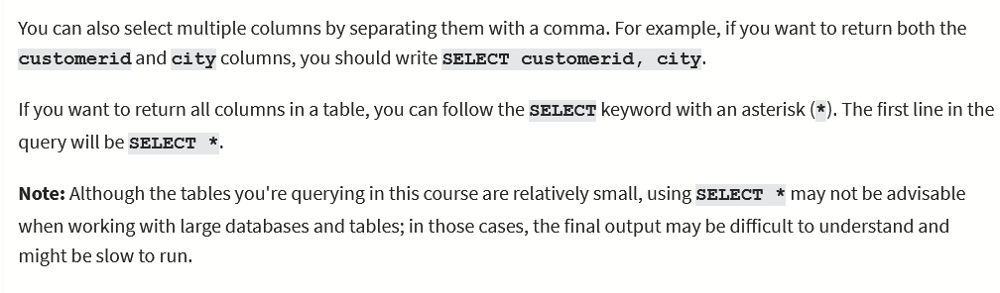 You can also select multiple columns by separating them with a comma. For example, if you want to return both the
customerid and city columns, you should write SELECT customerid, city.
If you want to return all columns in a table, you can follow the SELECT keyword with an asterisk (*). The first line in the
query will be SELECT *.
Note: Although the tables you're querying in this course are relatively small, using SELECT * may not be advisable
when working with large databases and tables; in those cases, the final output may be difficult to understand and
might be slow to run.